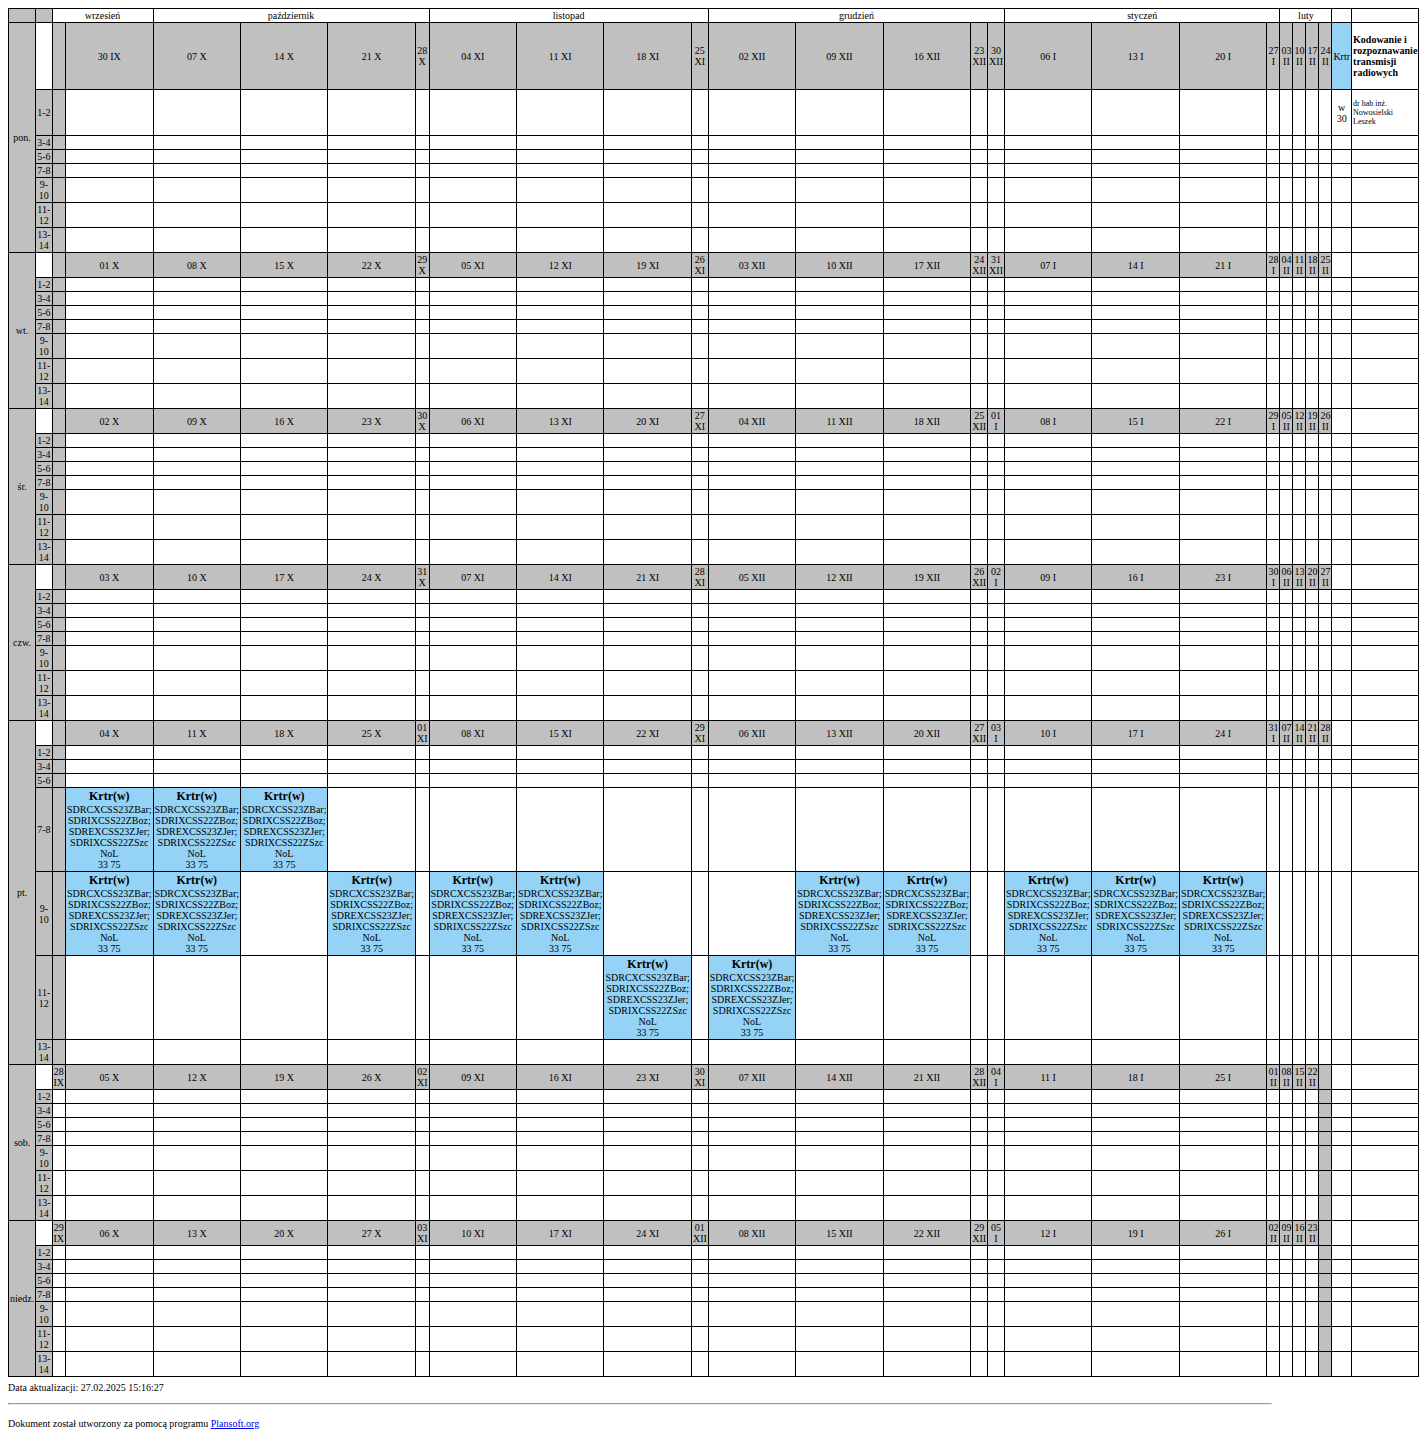 wrzesień październik listopad grudzień styczeń luty
pon. 30 IX 07 X 14 X 21 X 28 X 04 XI 11 XI 18 XI 25 XI 02 XII 09 XII 16 XII 23 XII 30 XII 06 I 13 I 20 I 27 I 03 II 10 II 17 II 24 II Krtr Kodowanie i rozpoznawanie transmisji radiowych
1-2 w 30 dr hab inż. Nowosielski Leszek
3-4
5-6
7-8
9-10
11-12
13-14
wt. 01 X 08 X 15 X 22 X 29 X 05 XI 12 XI 19 XI 26 XI 03 XII 10 XII 17 XII 24 XII 31 XII 07 I 14 I 21 I 28 I 04 II 11 II 18 II 25 II
1-2
3-4
5-6
7-8
9-10
11-12
13-14
śr. 02 X 09 X 16 X 23 X 30 X 06 XI 13 XI 20 XI 27 XI 04 XII 11 XII 18 XII 25 XII 01 I 08 I 15 I 22 I 29 I 05 II 12 II 19 II 26 II
1-2
3-4
5-6
7-8
9-10
11-12
13-14
czw. 03 X 10 X 17 X 24 X 31 X 07 XI 14 XI 21 XI 28 XI 05 XII 12 XII 19 XII 26 XII 02 I 09 I 16 I 23 I 30 I 06 II 13 II 20 II 27 II
1-2
3-4
5-6
7-8
9-10
11-12
13-14
pt. 04 X 11 X 18 X 25 X 01 XI 08 XI 15 XI 22 XI 29 XI 06 XII 13 XII 20 XII 27 XII 03 I 10 I 17 I 24 I 31 I 07 II 14 II 21 II 28 II
1-2
3-4
5-6
7-8
Krtr(w) Krtr(w) Krtr(w)
SDRCXCSS23ZBar; SDRCXCSS23ZBar; SDRCXCSS23ZBar;
SDRIXCSS22ZBoz; SDRIXCSS22ZBoz; SDRIXCSS22ZBoz;
SDREXCSS23ZJer; SDREXCSS23ZJer; SDREXCSS23ZJer;
SDRIXCSS22ZSzc SDRIXCSS22ZSzc SDRIXCSS22ZSzc
NoL NoL NoL
33 75 33 75 33 75
9-10
Krtr(w) Krtr(w) Krtr(w) Krtr(w) Krtr(w) Krtr(w) Krtr(w) Krtr(w) Krtr(w) Krtr(w)
SDRCXCSS23ZBar; SDRCXCSS23ZBar; SDRCXCSS23ZBar; SDRCXCSS23ZBar; SDRCXCSS23ZBar; SDRCXCSS23ZBar; SDRCXCSS23ZBar; SDRCXCSS23ZBar; SDRCXCSS23ZBar; SDRCXCSS23ZBar;
SDRIXCSS22ZBoz; SDRIXCSS22ZBoz; SDRIXCSS22ZBoz; SDRIXCSS22ZBoz; SDRIXCSS22ZBoz; SDRIXCSS22ZBoz; SDRIXCSS22ZBoz; SDRIXCSS22ZBoz; SDRIXCSS22ZBoz; SDRIXCSS22ZBoz;
SDREXCSS23ZJer; SDREXCSS23ZJer; SDREXCSS23ZJer; SDREXCSS23ZJer; SDREXCSS23ZJer; SDREXCSS23ZJer; SDREXCSS23ZJer; SDREXCSS23ZJer; SDREXCSS23ZJer; SDREXCSS23ZJer;
SDRIXCSS22ZSzc SDRIXCSS22ZSzc SDRIXCSS22ZSzc SDRIXCSS22ZSzc SDRIXCSS22ZSzc SDRIXCSS22ZSzc SDRIXCSS22ZSzc SDRIXCSS22ZSzc SDRIXCSS22ZSzc SDRIXCSS22ZSzc
NoL NoL NoL NoL NoL NoL NoL NoL NoL NoL
33 75 33 75 33 75 33 75 33 75 33 75 33 75 33 75 33 75 33 75
11-12
Krtr(w) Krtr(w)
SDRCXCSS23ZBar; SDRCXCSS23ZBar;
SDRIXCSS22ZBoz; SDRIXCSS22ZBoz;
SDREXCSS23ZJer; SDREXCSS23ZJer;
SDRIXCSS22ZSzc SDRIXCSS22ZSzc
NoL NoL
33 75 33 75
13-14
sob. 28 IX 05 X 12 X 19 X 26 X 02 XI 09 XI 16 XI 23 XI 30 XI 07 XII 14 XII 21 XII 28 XII 04 I 11 I 18 I 25 I 01 II 08 II 15 II 22 II
1-2
3-4
5-6
7-8
9-10
11-12
13-14
niedz 29 IX 06 X 13 X 20 X 27 X 03 XI 10 XI 17 XI 24 XI 01 XII 08 XII 15 XII 22 XII 29 XII 05 I 12 I 19 I 26 I 02 II 09 II 16 II 23 II
1-2
3-4
5-6
7-8
9-10
11-12
13-14
Data aktualizacji: 27.02.2025 15:16:27
Dokument został utworzony za pomocą programu Plansoft.org